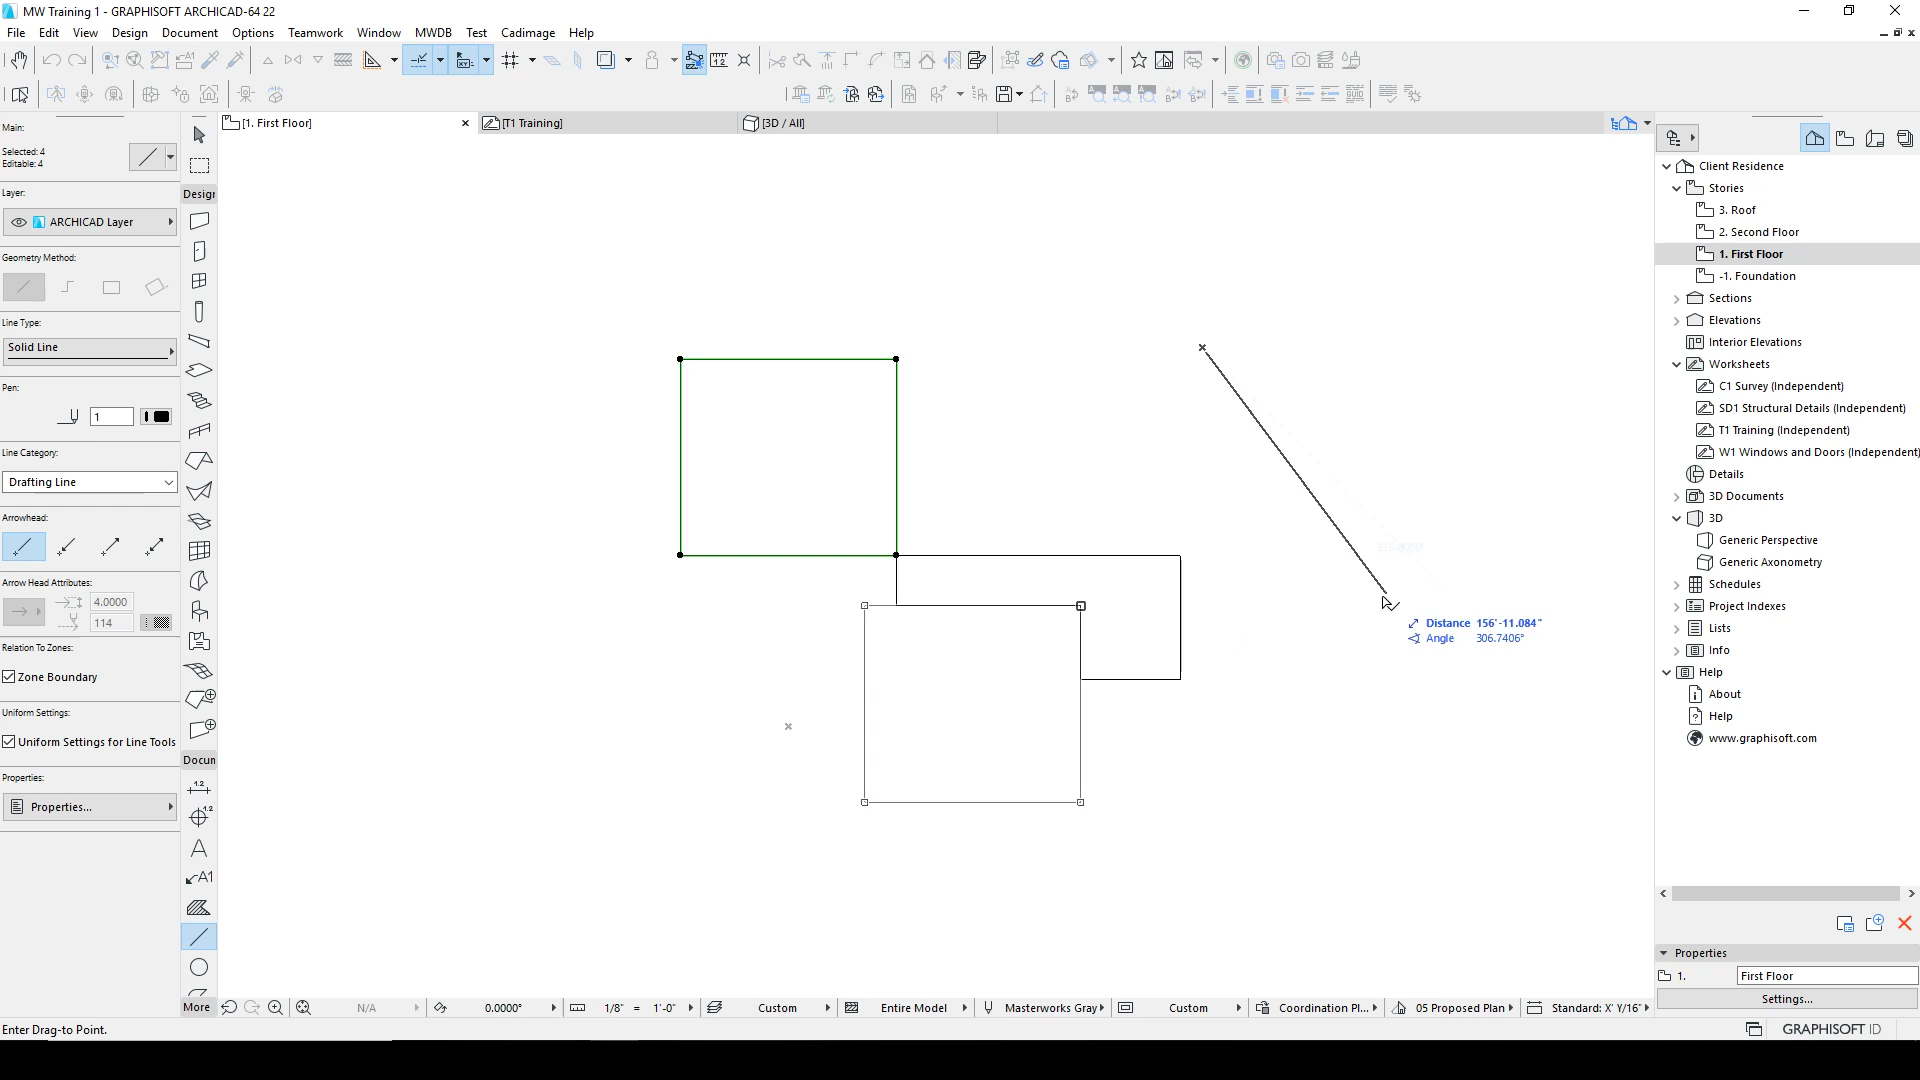 MW Training 1 - GRAPHISOFT ARCHICAD-64 22
File Edit View Design Document Options Teamwork Window MWDB Test Cadimage Help
[1. First Floor]
[T1 Training]
[3D / All]
Main:
Selected: 4
Editable: 4
Layer:
ARCHICAD Layer
Geometry Method:
Line Type:
Solid Line
Pen:
1
Line Category:
Drafting Line
Arrowhead:
Arrow Head Attributes:
4.0000
114
Relation To Zones:
Zone Boundary
Uniform Settings:
Uniform Settings for Line Tools
Properties:
Properties...
Desigr
Docun
More
Distance 156'-11.084"
Angle 306.7406°
Client Residence
Stories
3. Roof
2. Second Floor
1. First Floor
-1. Foundation
Sections
Elevations
Interior Elevations
Worksheets
C1 Survey (Independent)
SD1 Structural Details (Independent)
T1 Training (Independent)
W1 Windows and Doors (Independent)
Details
3D Documents
3D
Generic Perspective
Generic Axonometry
Schedules
Project Indexes
Lists
Info
Help
About
Help
www.graphisoft.com
Properties
1. First Floor
Settings...
N/A 0.0000° 1/8" = 1'-0" Custom Entire Model Masterworks Gray Custom Coordination Pl... 05 Proposed Plan Standard: X' Y/16"
Enter Drag-to Point.
GRAPHISOFT ID